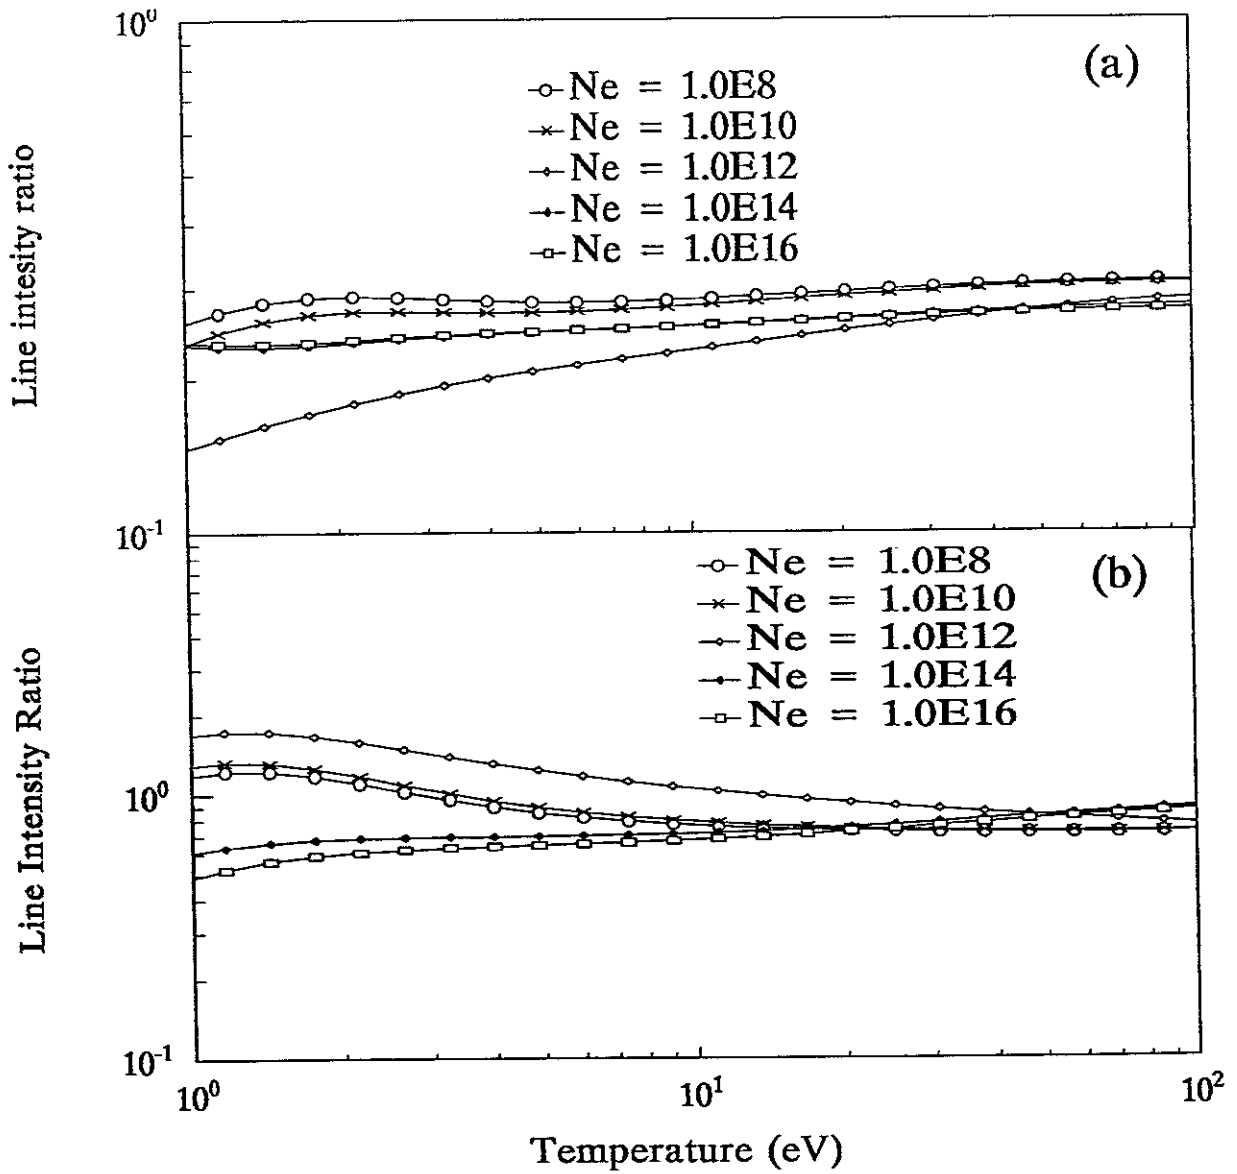 10⁰
(a)
Ne = 1.0E8
Ne = 1.0E10
Ne = 1.0E12
Ne = 1.0E14
Ne = 1.0E16
Line intesity ratio
10⁻¹
(b)
Ne = 1.0E8
Ne = 1.0E10
Ne = 1.0E12
Ne = 1.0E14
Ne = 1.0E16
Line Intensity Ratio
10⁰
10⁻¹
10⁰ 10¹ 10²
Temperature (eV)